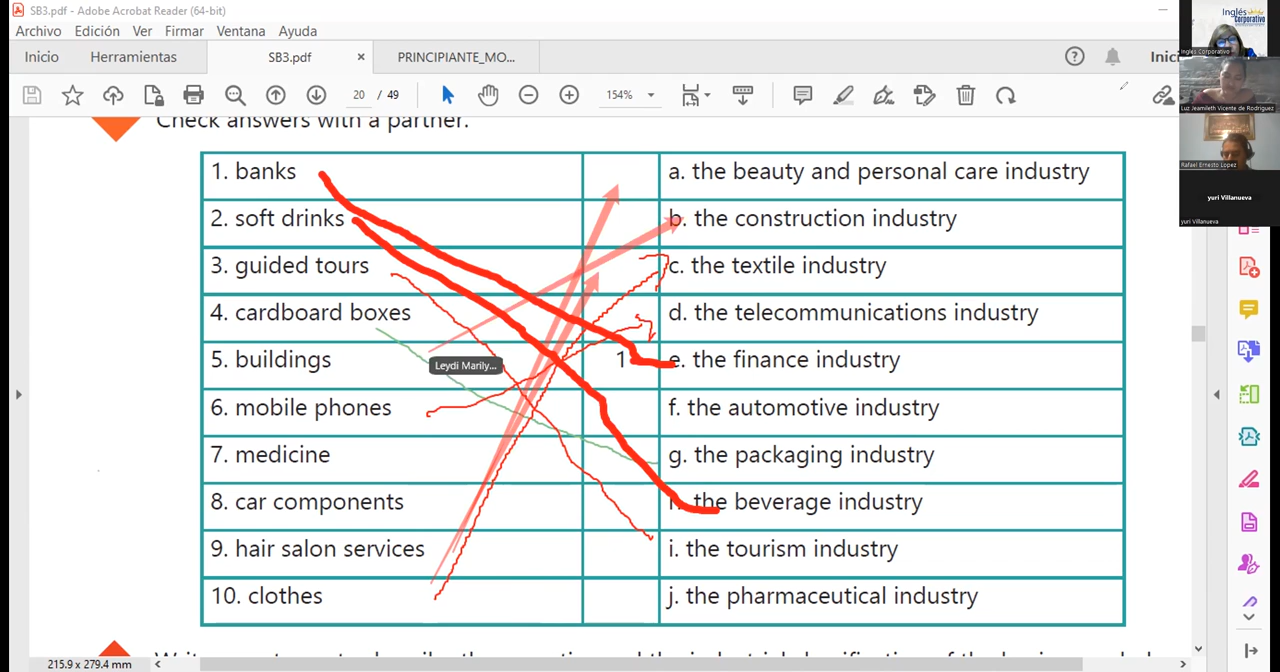 SB3.pdf - Adobe Acrobat Reader (64-bit)
Archivo Edición Ver Firmar Ventana Ayuda
Inicio Herramientas SB3.pdf × PRINCIPIANTE_MO... Inici
20 / 49 154%
Check answers with a partner.
1. banks a. the beauty and personal care industry
2. soft drinks b. the construction industry
3. guided tours c. the textile industry
4. cardboard boxes d. the telecommunications industry
5. buildings 1 e. the finance industry
6. mobile phones f. the automotive industry
7. medicine g. the packaging industry
8. car components h. the beverage industry
9. hair salon services i. the tourism industry
10. clothes j. the pharmaceutical industry
Leydi Marily...
215.9 x 279.4 mm
Inglés
Corporativo
Ingles Corporativo
Luz Jeamileth Vicente de Rodriguez
Rafael Ernesto Lopez
yuri Villanueva
yuri Villanueva